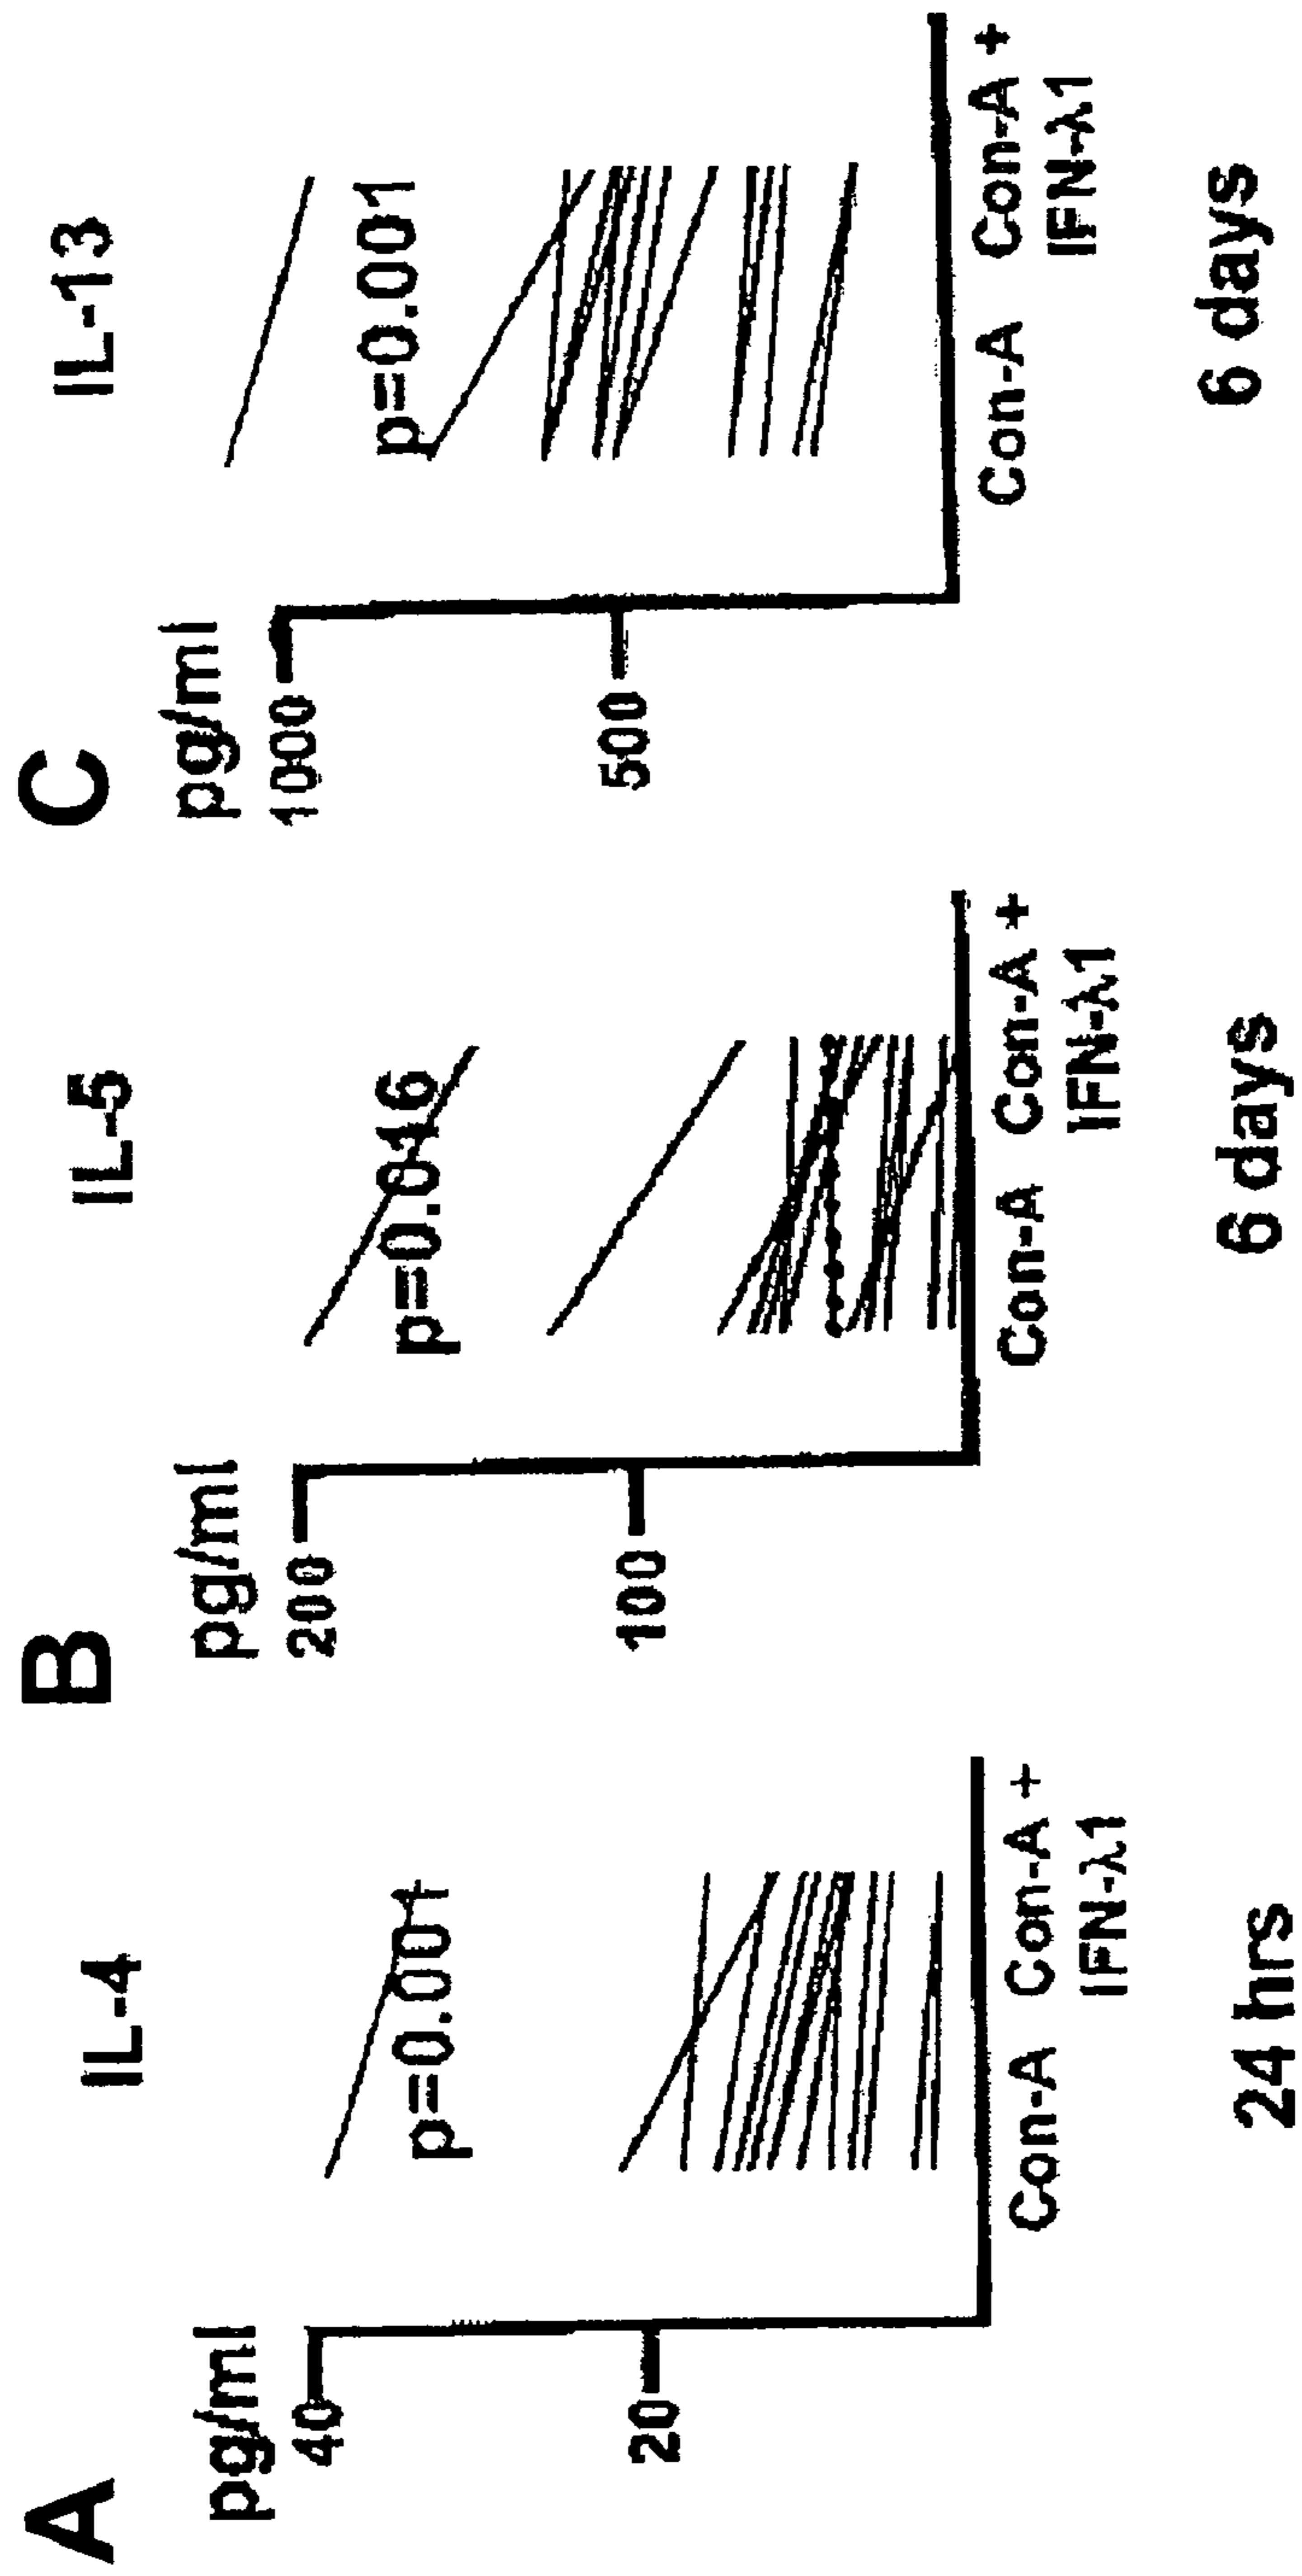 A
IL-4
pg/ml
40
20
p=0.001
Con-A
Con-A +
IFN-λ1
24 hrs
B
IL-5
pg/ml
200
100
p=0.016
Con-A
Con-A +
IFN-λ1
6 days
C
IL-13
pg/ml
1000
500
p=0.001
Con-A
Con-A +
IFN-λ1
6 days